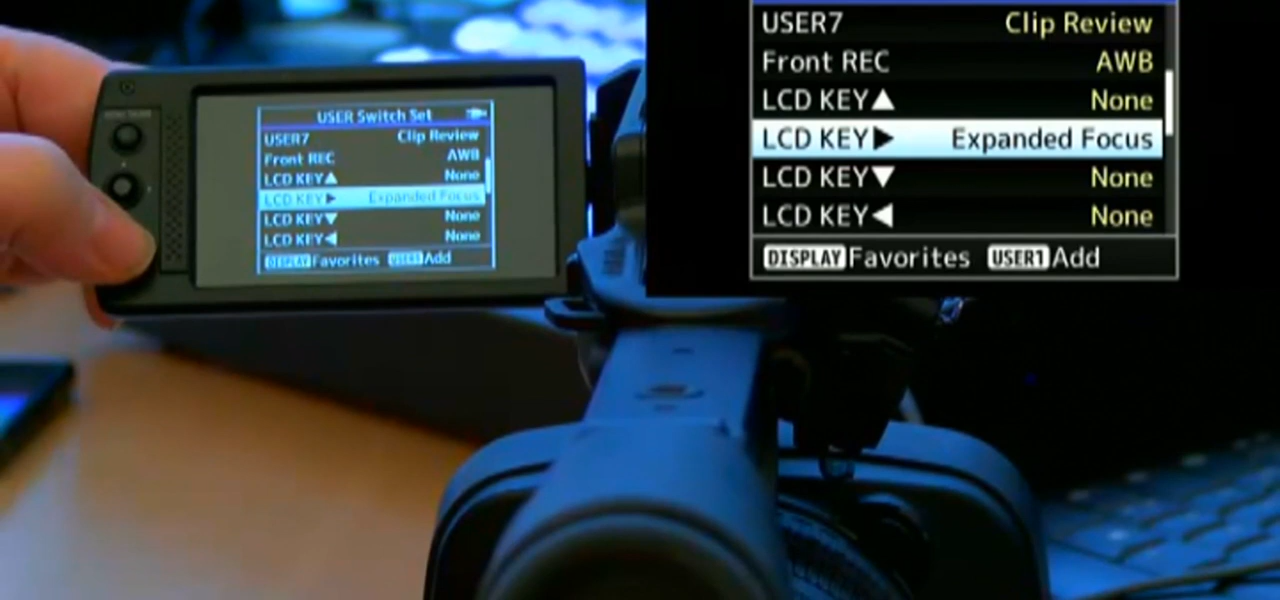 USER Switch Set
USER7 Clip Review
Front REC AWB
LCD KEY▲ None
LCD KEY▶ Expanded Focus
LCD KEY▼ None
LCD KEY◀ None
DISPLAY Favorites USER1 Add
USER7 Clip Review
Front REC AWB
LCD KEY▲ None
LCD KEY▶ Expanded Focus
LCD KEY▼ None
LCD KEY◀ None
DISPLAY Favorites USER1 Add